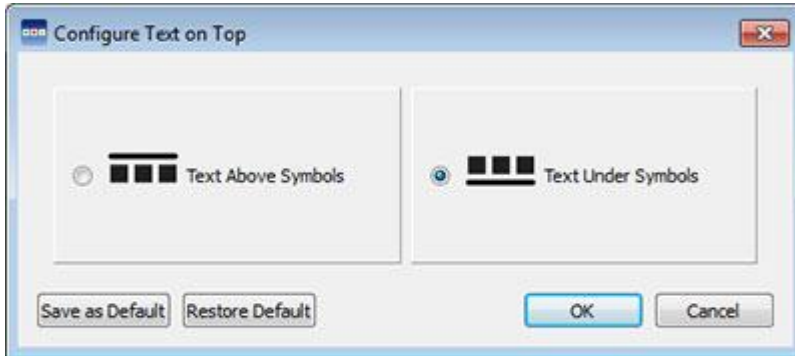 Configure Text on Top
Text Above Symbols
Text Under Symbols
Save as Default
Restore Default
OK
Cancel